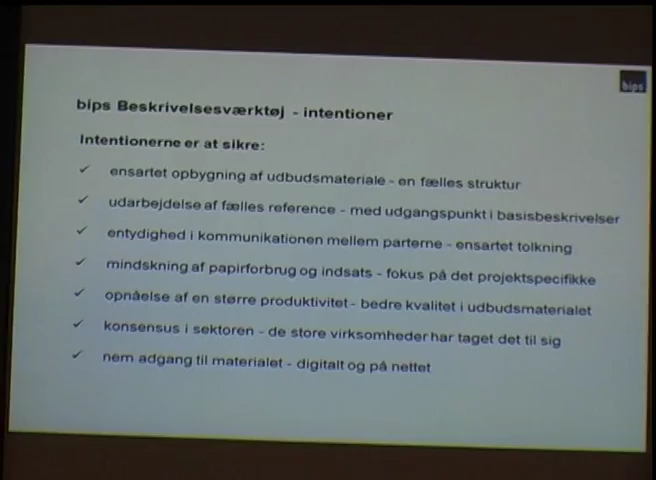 bips
bips Beskrivelsesværktøj - intentioner
Intentionerne er at sikre:
✓ ensartet opbygning af udbudsmateriale - en fælles struktur
✓ udarbejdelse af fælles reference - med udgangspunkt i basisbeskrivelser
✓ entydighed i kommunikationen mellem parterne - ensartet tolkning
✓ mindskning af papirforbrug og indsats - fokus på det projektspecifikke
✓ opnåelse af en større produktivitet - bedre kvalitet i udbudsmaterialet
✓ konsensus i sektoren - de store virksomheder har taget det til sig
✓ nem adgang til materialet - digitalt og på nettet